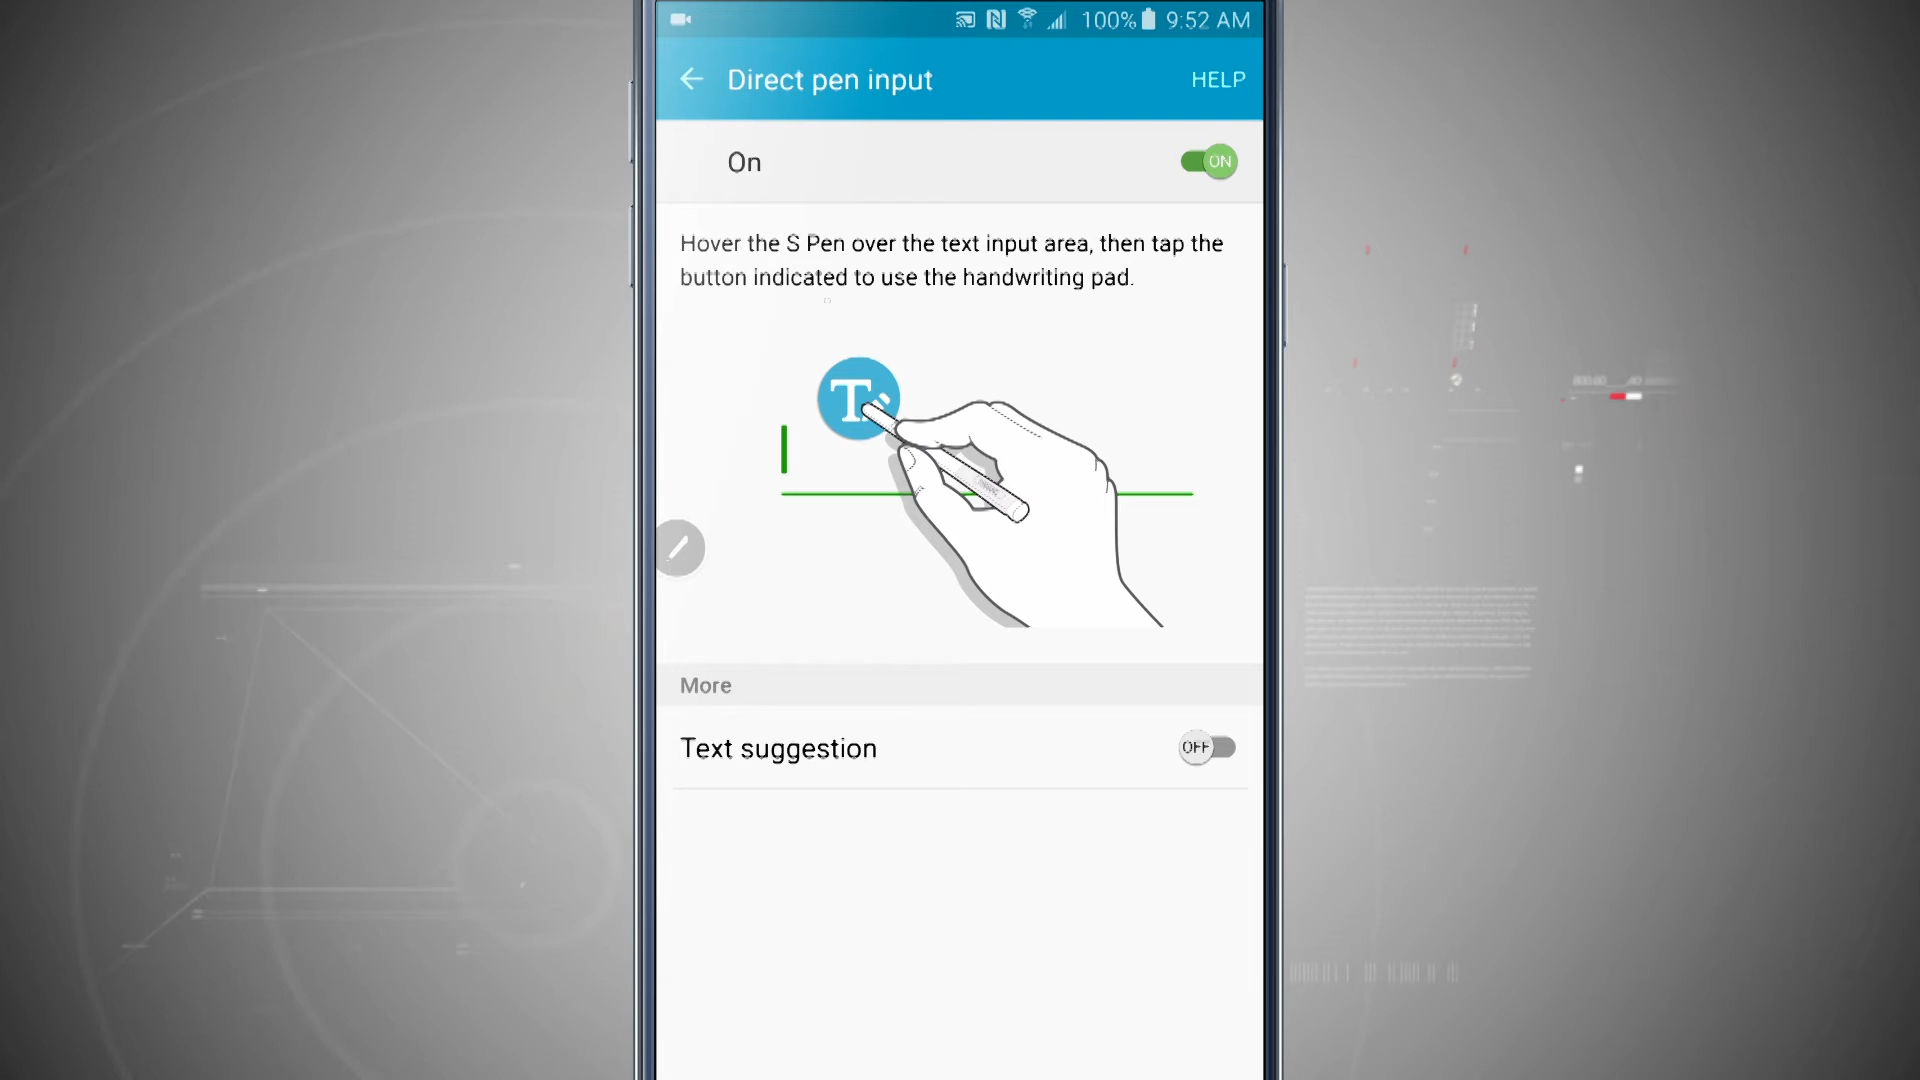 100% 9:52 AM
Direct pen input
HELP
On
ON
Hover the S Pen over the text input area, then tap the
button indicated to use the handwriting pad.
T
More
Text suggestion
OFF